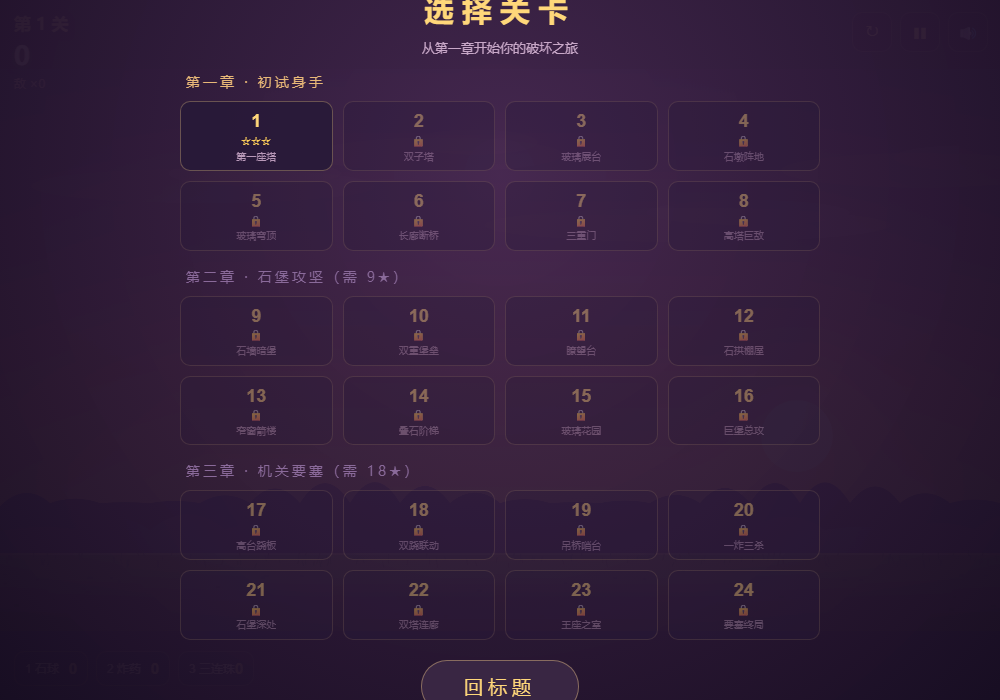 选择关卡
第 1 关
0
从第一章开始你的破坏之旅
第一章 · 初试身手
1
☆☆☆
第一座塔
2
双子塔
3
玻璃展台
4
石墩阵地
5
玻璃穹顶
6
长廊断桥
7
三重门
8
高塔巨敌
第二章 · 石堡攻坚 (需 9★)
9
石墙暗堡
10
双重堡垒
11
瞭望台
12
石拱棚屋
13
窄窗箭楼
14
叠石阶梯
15
玻璃花园
16
巨堡总攻
第三章 · 机关要塞 (需 18★)
17
高台跷板
18
双跷联动
19
吊桥哨台
20
一炸三杀
21
石堡深处
22
双塔连廊
23
王座之室
24
要塞终局
回标题